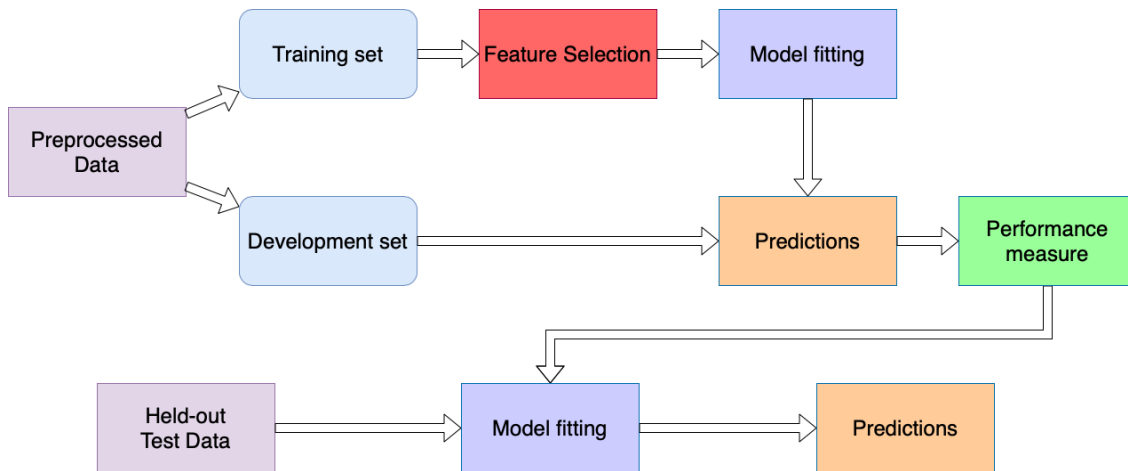 Training set
Feature Selection
Model fitting
Preprocessed
Data
Development set
Predictions
Performance
measure
Held-out
Test Data
Model fitting
Predictions